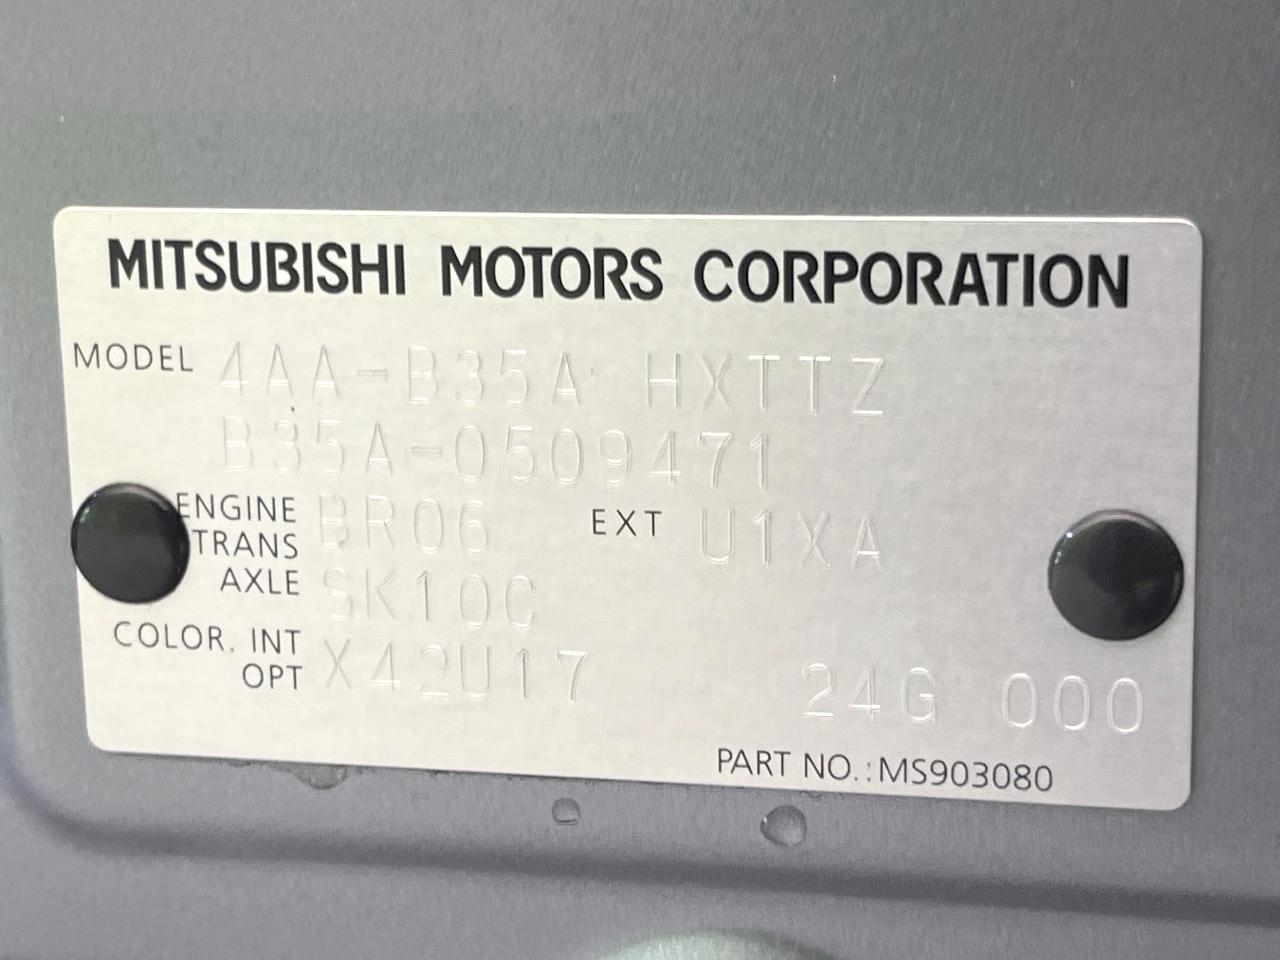 MITSUBISHI MOTORS CORPORATION
MODEL 4AA-B35A HXTTZ
B35A-0509471
ENGINE BR06 EXT U1XA
TRANS
AXLE SK10C
COLOR, INT
OPT X42U17 24G 000
PART NO.:MS903080